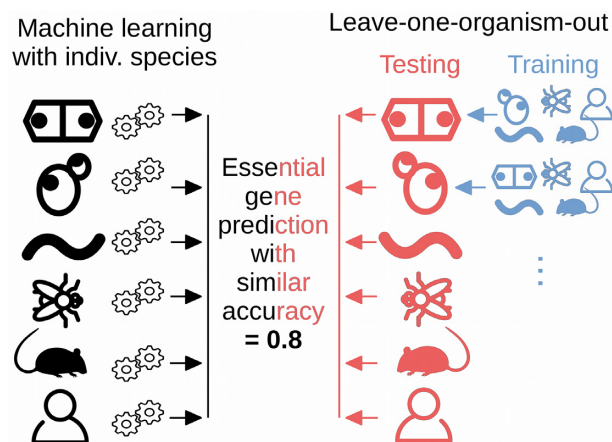 Machine learning
with indiv. species
Leave-one-organism-out
Testing
Training
Essential
gene
prediction
with
similar
accuracy
= 0.8